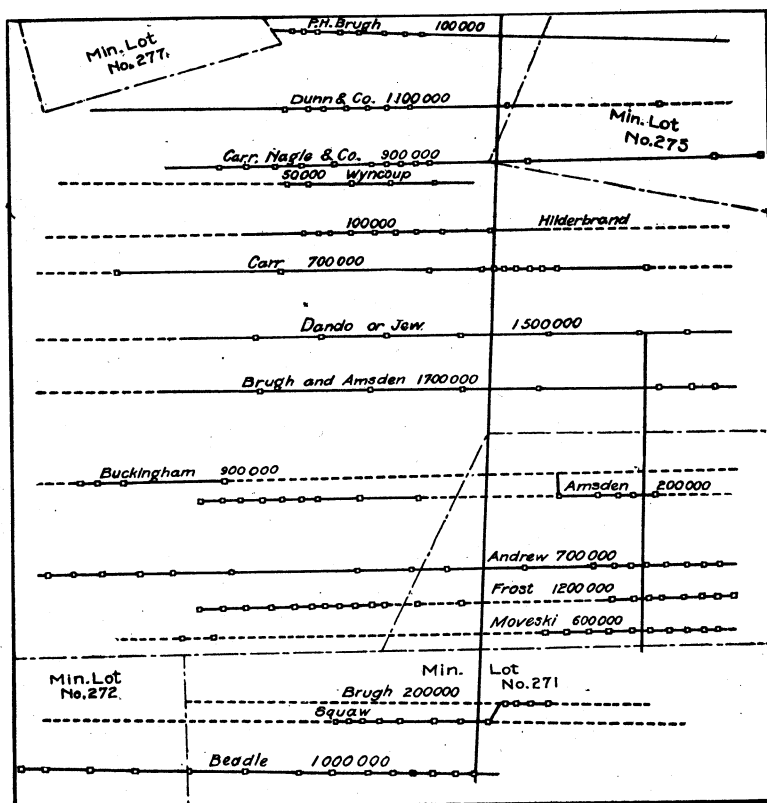 P.H. Brugh 100000
Min. Lot
No. 277.
Dunn & Co. 1100000
Min. Lot
No. 275
Carr. Nagle & Co. 900000
50000 Wyncoup
100000 Hilderbrand
Carr 700000
Dando or Jew. 1500000
Brugh and Amsden 1700000
Buckingham 900000
Amsden 200000
Andrew 700000
Frost 1200000
Moveski 600000
Min. Lot
No. 272.
Min. Lot
No. 271
Brugh 200000
Squaw
Beadle 1000000